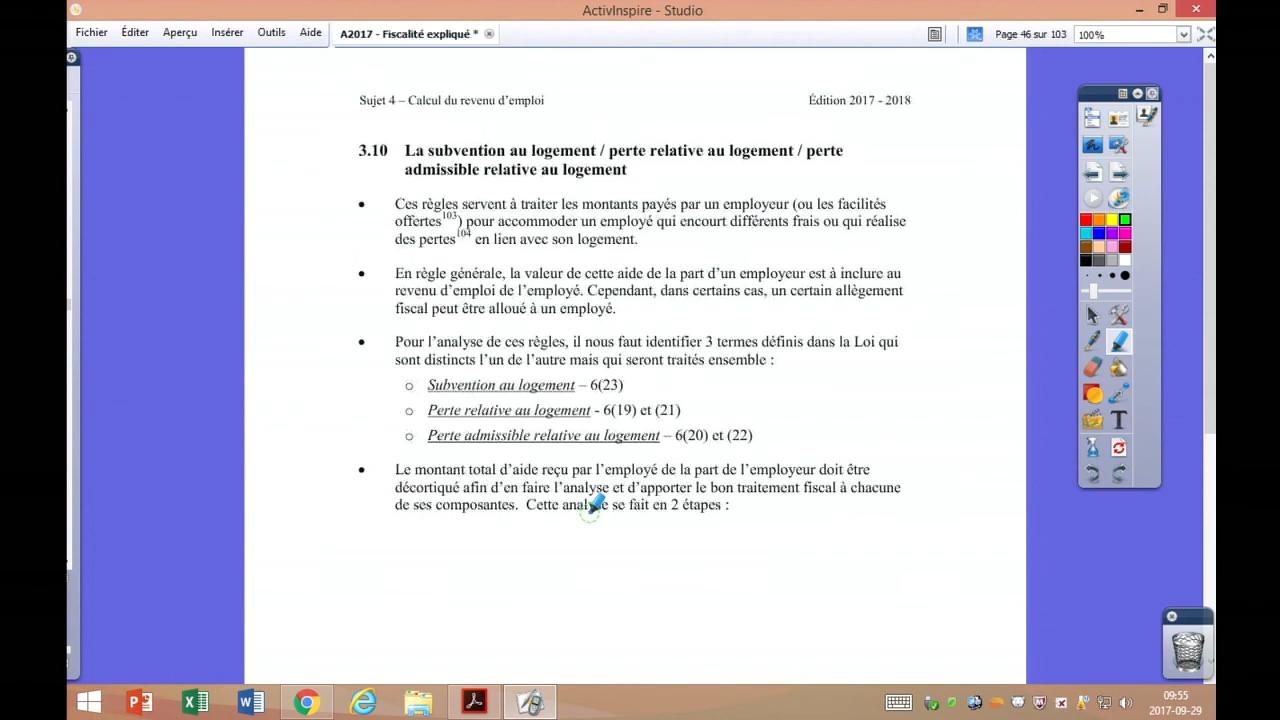 ActivInspire - Studio
Fichier Éditer Aperçu Insérer Outils Aide A2017 - Fiscalité expliqué * Page 46 sur 103 100%
Sujet 4 – Calcul du revenu d’emploi Édition 2017 - 2018
3.10 La subvention au logement / perte relative au logement / perte
admissible relative au logement
• Ces règles servent à traiter les montants payés par un employeur (ou les facilités
offertes103) pour accommoder un employé qui encourt différents frais ou qui réalise
des pertes104 en lien avec son logement.
• En règle générale, la valeur de cette aide de la part d’un employeur est à inclure au
revenu d’emploi de l’employé. Cependant, dans certains cas, un certain allègement
fiscal peut être alloué à un employé.
• Pour l’analyse de ces règles, il nous faut identifier 3 termes définis dans la Loi qui
sont distincts l’un de l’autre mais qui seront traités ensemble :
o Subvention au logement – 6(23)
o Perte relative au logement - 6(19) et (21)
o Perte admissible relative au logement – 6(20) et (22)
• Le montant total d’aide reçu par l’employé de la part de l’employeur doit être
décortiqué afin d’en faire l’analyse et d’apporter le bon traitement fiscal à chacune
de ses composantes. Cette analyse se fait en 2 étapes :
09:55
2017-09-29